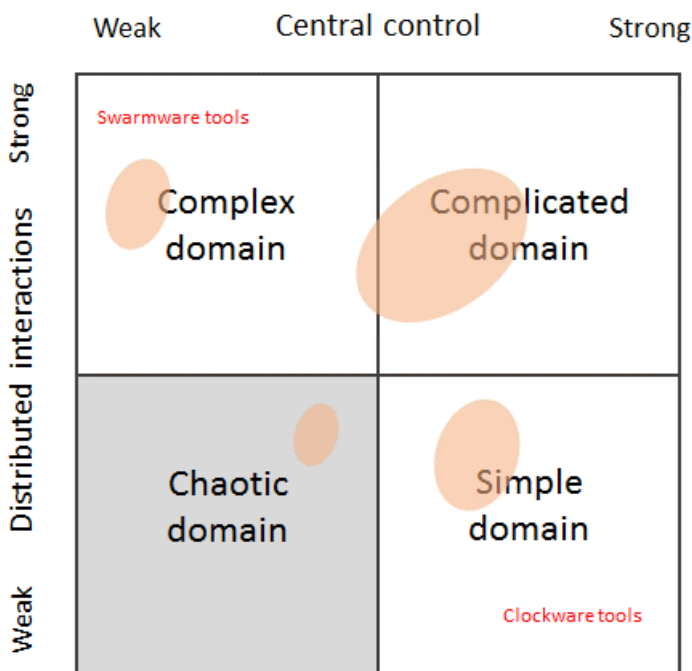 Weak
Central control
Strong
Strong
Distributed interactions
Weak
Swarmware tools
Complex
domain
Complicated
domain
Chaotic
domain
Simple
domain
Clockware tools